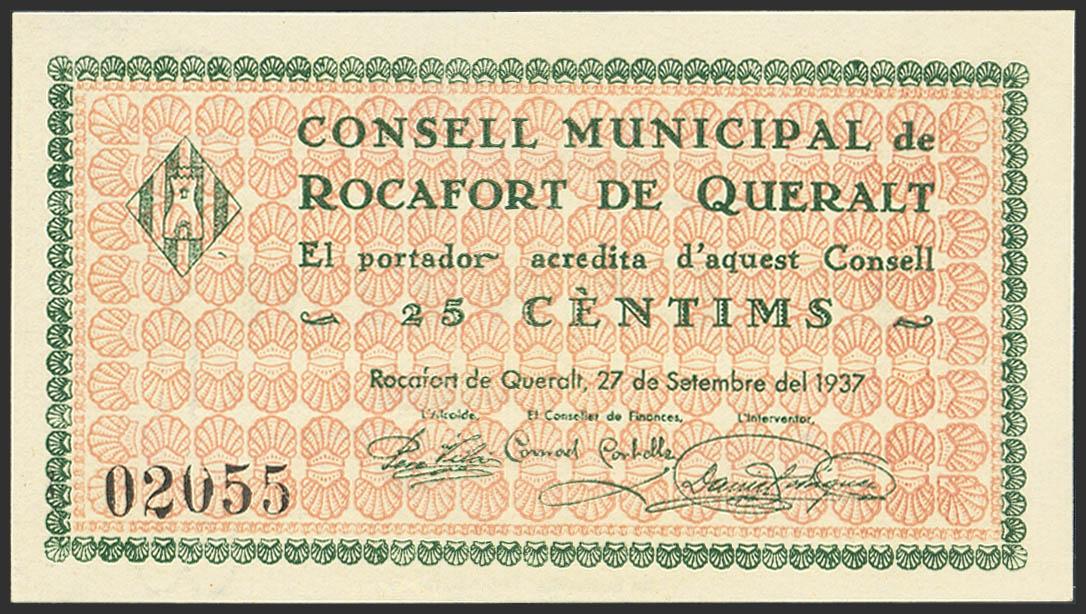 CONSELL MUNICIPAL de
ROCAFORT DE QUERALT
El portador acredita d'aquest Consell
25 CÈNTIMS
Rocafort de Queralt, 27 de Setembre del 1937
L'Alcalde, El Conseller de Finances, L'Interventor,
02055